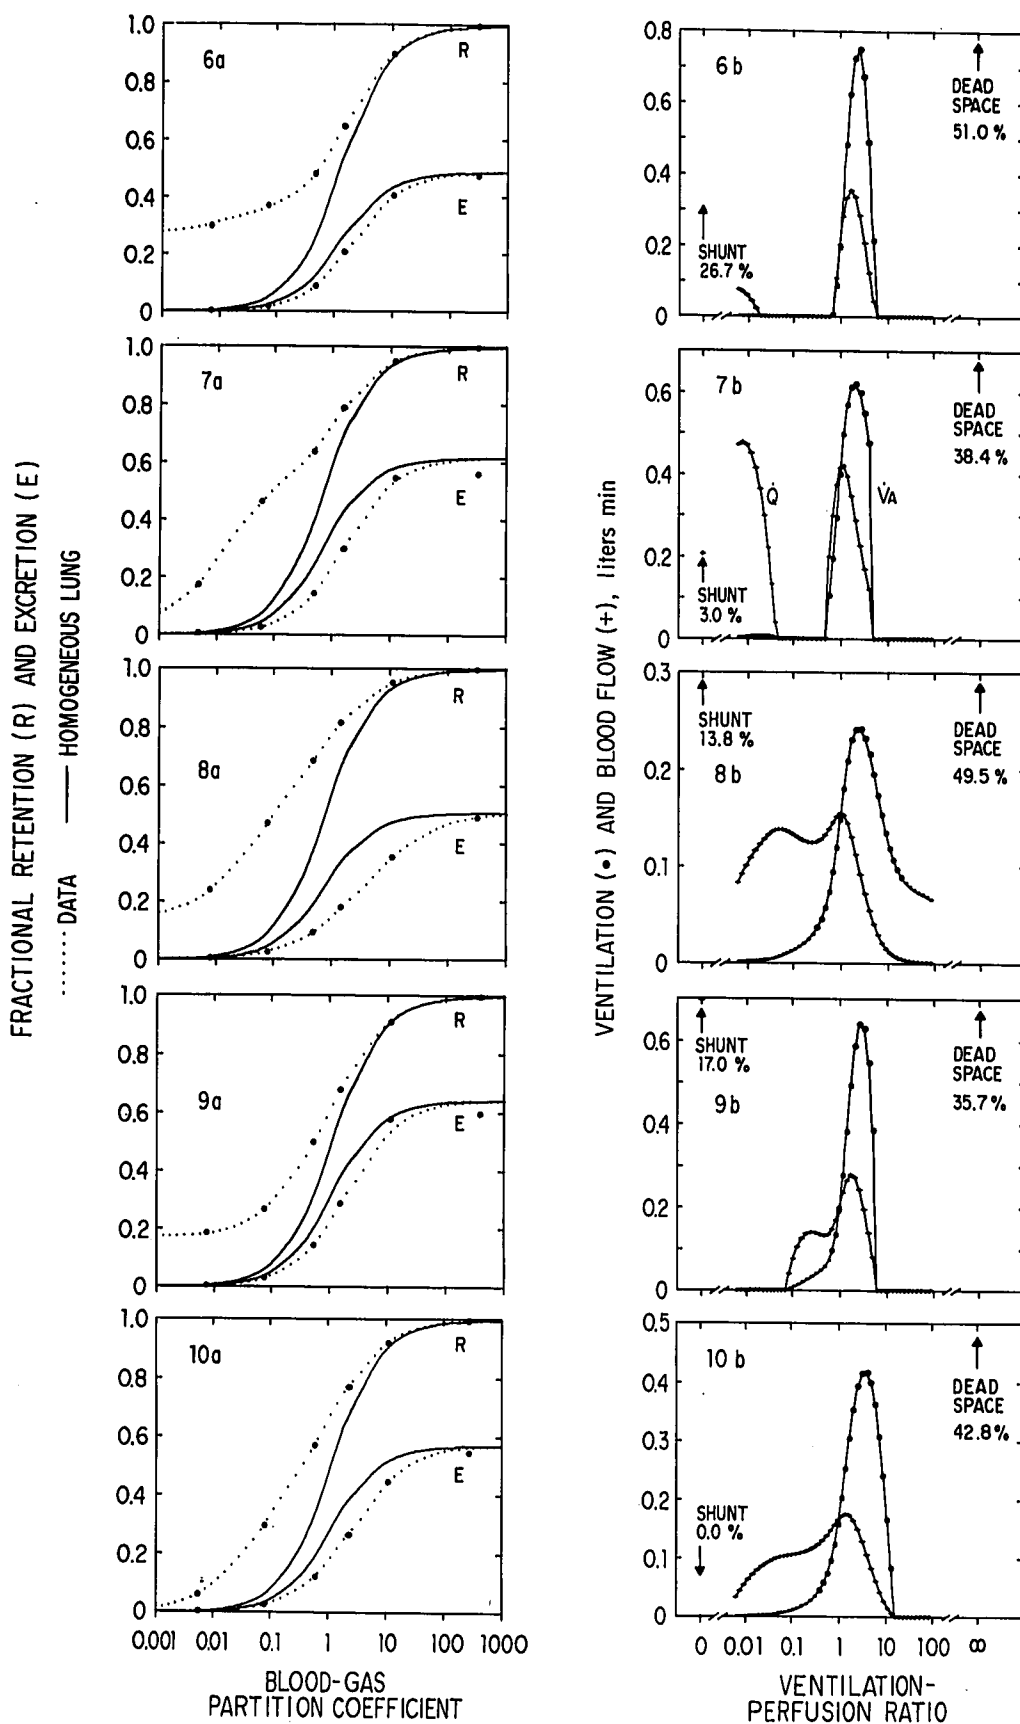 FRACTIONAL RETENTION (R) AND EXCRETION (E)
DATA HOMOGENEOUS LUNG
1.0
0.8
0.6
0.4
0.2
0
6a
R
E
1.0
0.8
0.6
0.4
0.2
0
7a
R
E
1.0
0.8
0.6
0.4
0.2
0
8a
R
E
1.0
0.8
0.6
0.4
0.2
0
9a
R
E
1.0
0.8
0.6
0.4
0.2
0
10a
R
E
0.001 0.01 0.1 1 10 100 1000
BLOOD-GAS
PARTITION COEFFICIENT
VENTILATION (•) AND BLOOD FLOW (+), liters min
0.8
0.6
0.4
0.2
0
6b
SHUNT
26.7 %
DEAD
SPACE
51.0 %
0.6
0.4
0.2
0
7b
Q̇
V̇A
SHUNT
3.0 %
DEAD
SPACE
38.4 %
0.3
0.2
0.1
0
SHUNT
13.8 %
8b
DEAD
SPACE
49.5 %
0.6
0.4
0.2
0
SHUNT
17.0 %
9b
DEAD
SPACE
35.7 %
0.5
0.4
0.3
0.2
0.1
0
10b
SHUNT
0.0 %
DEAD
SPACE
42.8 %
0 0.01 0.1 1 10 100 ∞
VENTILATION-
PERFUSION RATIO